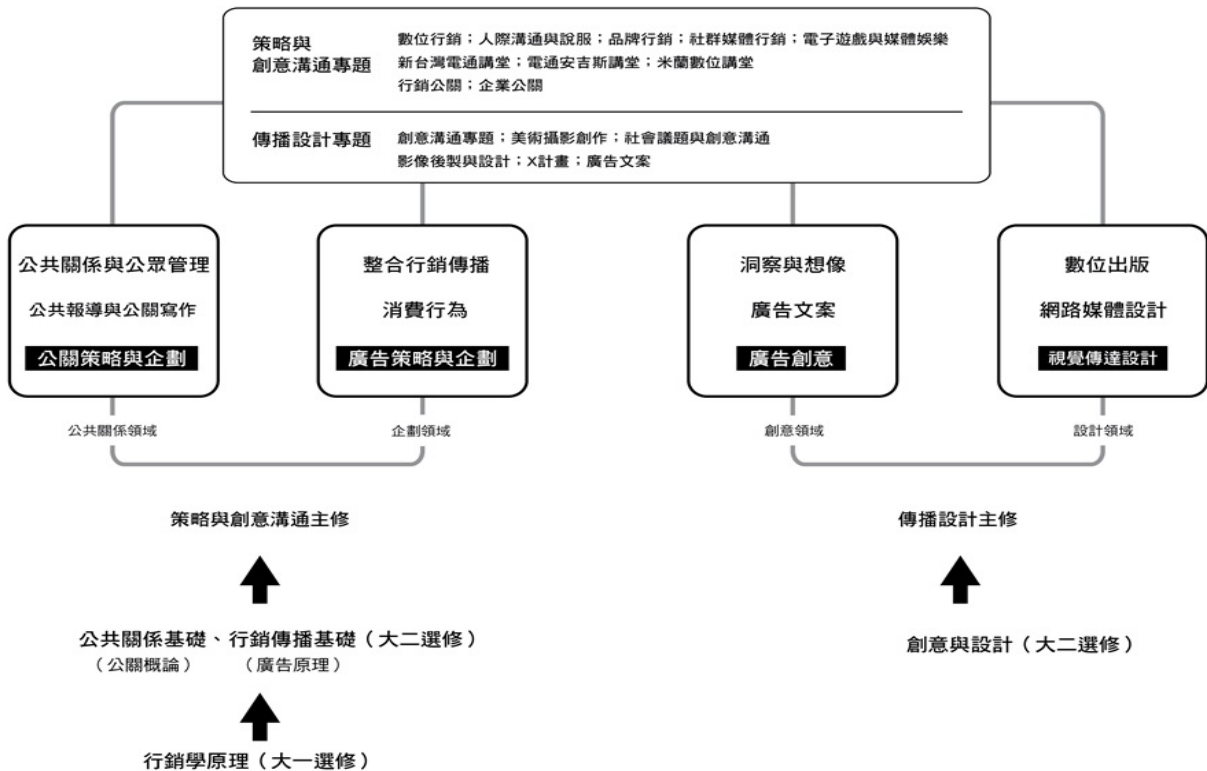 策略與
創意溝通專題
數位行銷；人際溝通與說服；品牌行銷；社群媒體行銷；電子遊戲與媒體娛樂
新台灣電通講堂；電通安吉斯講堂；米蘭數位講堂
行銷公關；企業公關
傳播設計專題
創意溝通專題；美術攝影創作；社會議題與創意溝通
影像後製與設計；X計畫；廣告文案
公共關係與公眾管理
公共報導與公關寫作
公關策略與企劃
公共關係領域
整合行銷傳播
消費行為
廣告策略與企劃
企劃領域
洞察與想像
廣告文案
廣告創意
創意領域
數位出版
網路媒體設計
視覺傳達設計
設計領域
策略與創意溝通主修
傳播設計主修
公共關係基礎、行銷傳播基礎（大二選修）
（公關概論） （廣告原理）
創意與設計（大二選修）
行銷學原理（大一選修）